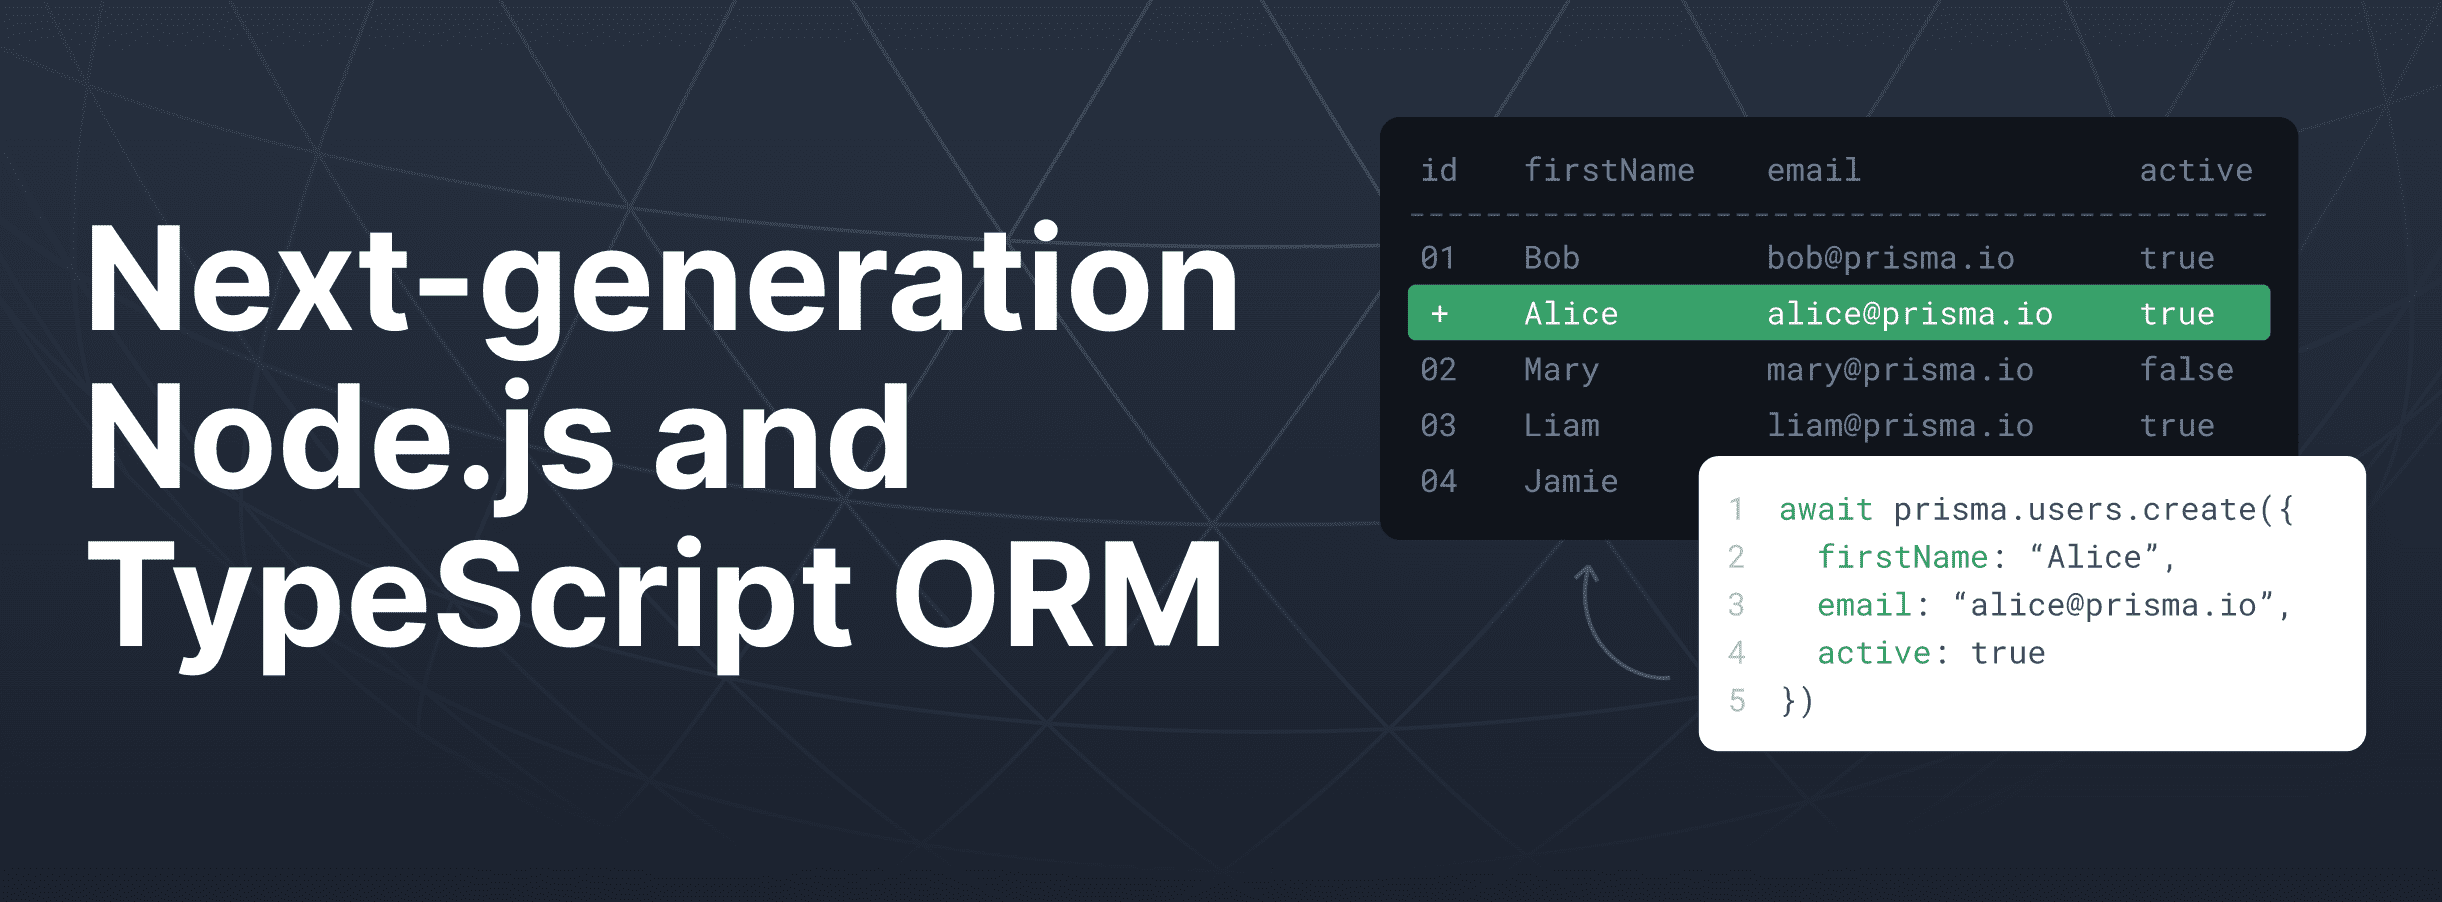 Next-generation
Node.js and
TypeScript ORM
id firstName email active
01 Bob bob@prisma.io true
+ Alice alice@prisma.io true
02 Mary mary@prisma.io false
03 Liam liam@prisma.io true
04 Jamie
1 await prisma.users.create({
2 firstName: “Alice”,
3 email: “alice@prisma.io”,
4 active: true
5 })